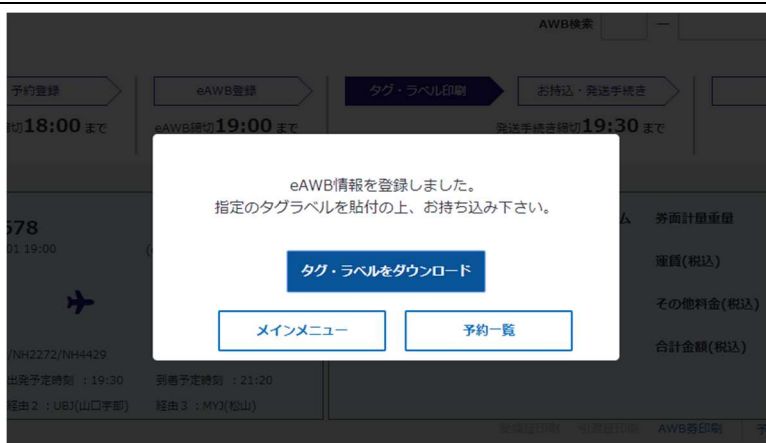 AWB検索 —
予約登録 eAWB登録 タグ・ラベル印刷 お持込・発送手続き
切18:00 まで eAWB締切19:00 まで 発送手続き締切19:30 まで
eAWB情報を登録しました。
指定のタグラベルを貼付の上、お持ち込み下さい。
578 ム 券面計量重量
01 19:00
運賃(税込)
タグ・ラベルをダウンロード
その他料金(税込)
メインメニュー 予約一覧
合計金額(税込)
/NH2272/NH4429
出発予定時刻 : 19:30 到着予定時刻 : 21:20
経由2 : UBJ(山口宇部) 経由3 : MYJ(松山)
AWB券印刷 予